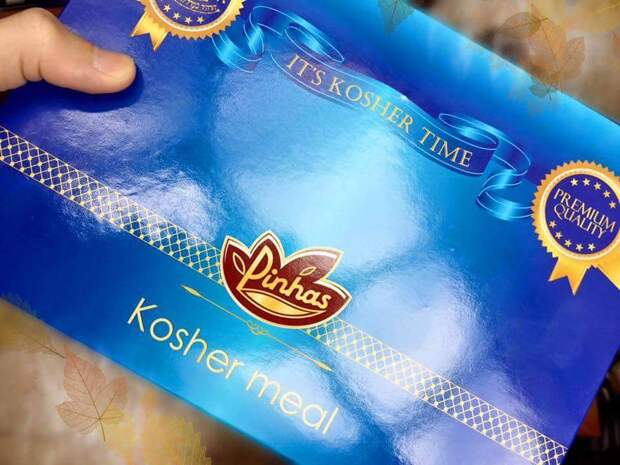 IT'S KOSHER TIME
PREMIUM
QUALITY
Pinhas
Kosher meal